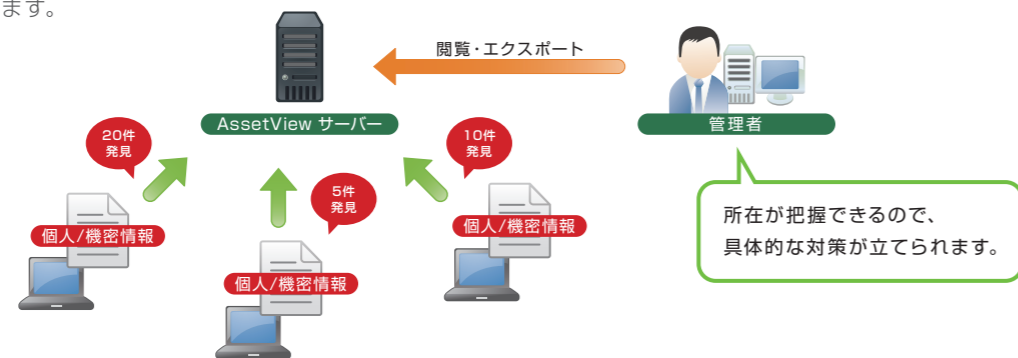 ます。
閲覧・エクスポート
AssetView サーバー
管理者
20件
発見
10件
発見
5件
発見
個人/機密情報
個人/機密情報
個人/機密情報
所在が把握できるので、
具体的な対策が立てられます。